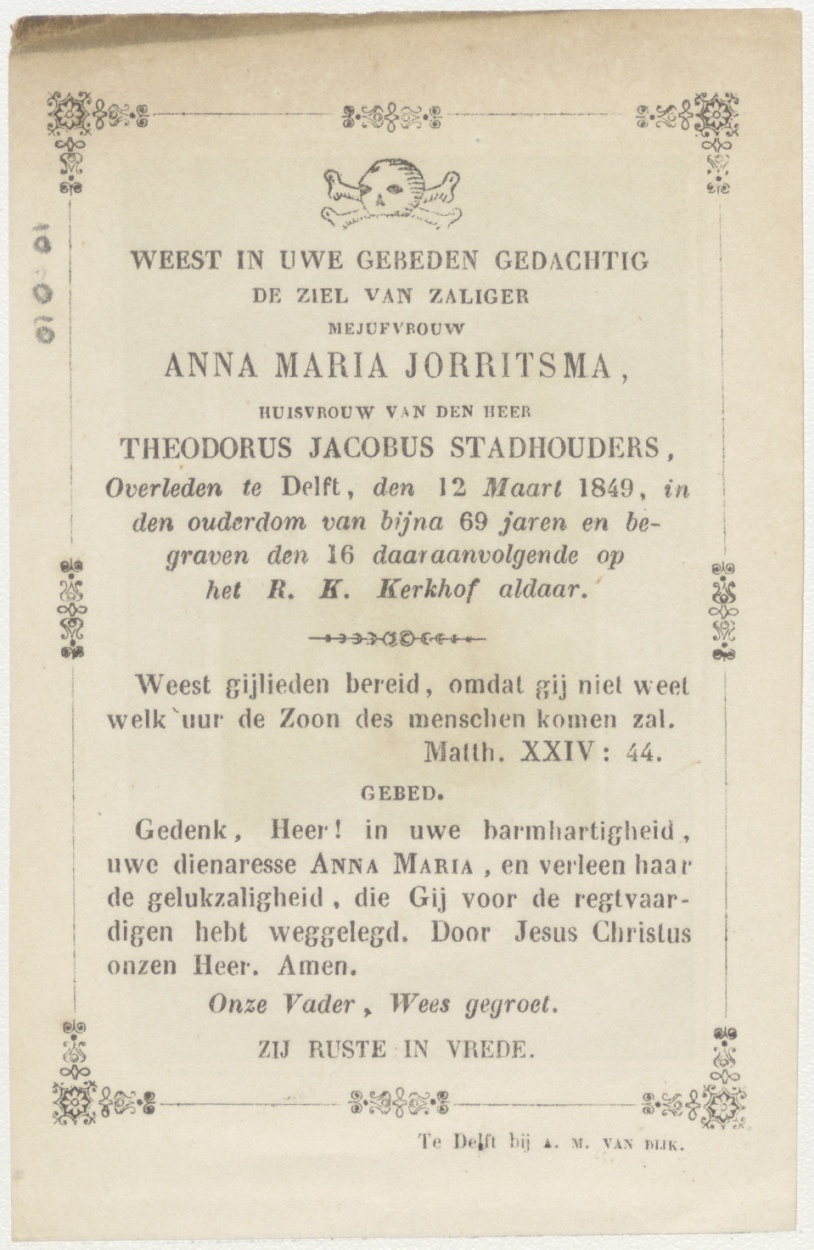 WEEST IN UWE GEBEDEN GEDACHTIG
DE ZIEL VAN ZALIGER
MEJUFVROUW
ANNA MARIA JORRITSMA,
HUISVROUW VAN DEN HEER
THEODORUS JACOBUS STADHOUDERS,
Overleden te Delft, den 12 Maart 1849, in
den ouderdom van bijna 69 jaren en be-
graven den 16 daaraanvolgende op
het R. K. Kerkhof aldaar.
Weest gijlieden bereid, omdat gij niet weet
welk uur de Zoon des menschen komen zal.
Matth. XXIV: 44.
GEBED.
Gedenk, Heer! in uwe barmhartigheid,
uwe dienaresse ANNA MARIA, en verleen haar
de gelukzaligheid, die Gij voor de regtvaar-
digen hebt weggelegd. Door Jesus Christus
onzen Heer. Amen.
Onze Vader, Wees gegroet.
ZIJ RUSTE IN VREDE.
Te Delft bij A. M. VAN DIJK.